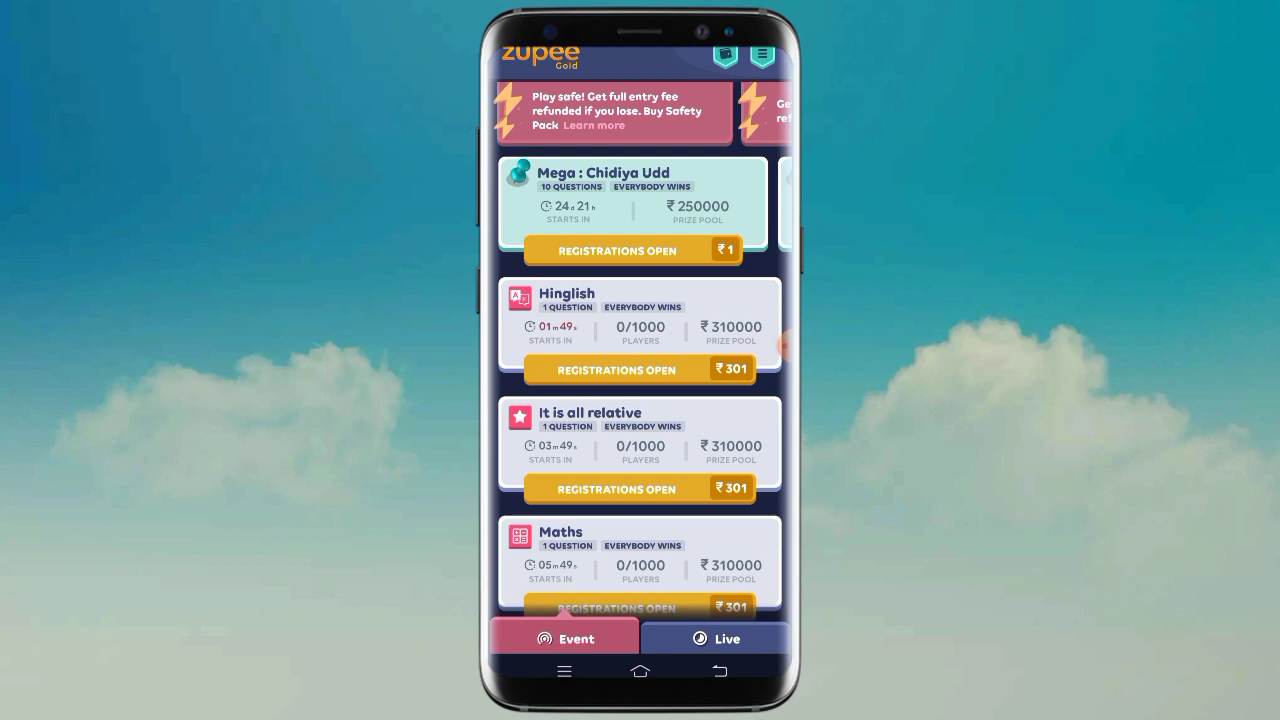 zupee
Gold
Play safe! Get full entry fee
refunded if you lose. Buy Safety
Pack Learn more
Ge
ref
Mega : Chidiya Udd
10 QUESTIONS EVERYBODY WINS
24d 21h ₹ 250000
STARTS IN PRIZE POOL
REGISTRATIONS OPEN ₹ 1
Hinglish
1 QUESTION EVERYBODY WINS
01m 49s 0/1000 ₹ 310000
STARTS IN PLAYERS PRIZE POOL
REGISTRATIONS OPEN ₹ 301
It is all relative
1 QUESTION EVERYBODY WINS
03m 49s 0/1000 ₹ 310000
STARTS IN PLAYERS PRIZE POOL
REGISTRATIONS OPEN ₹ 301
Maths
1 QUESTION EVERYBODY WINS
05m 49s 0/1000 ₹ 310000
STARTS IN PLAYERS PRIZE POOL
REGISTRATIONS OPEN ₹ 301
Event Live